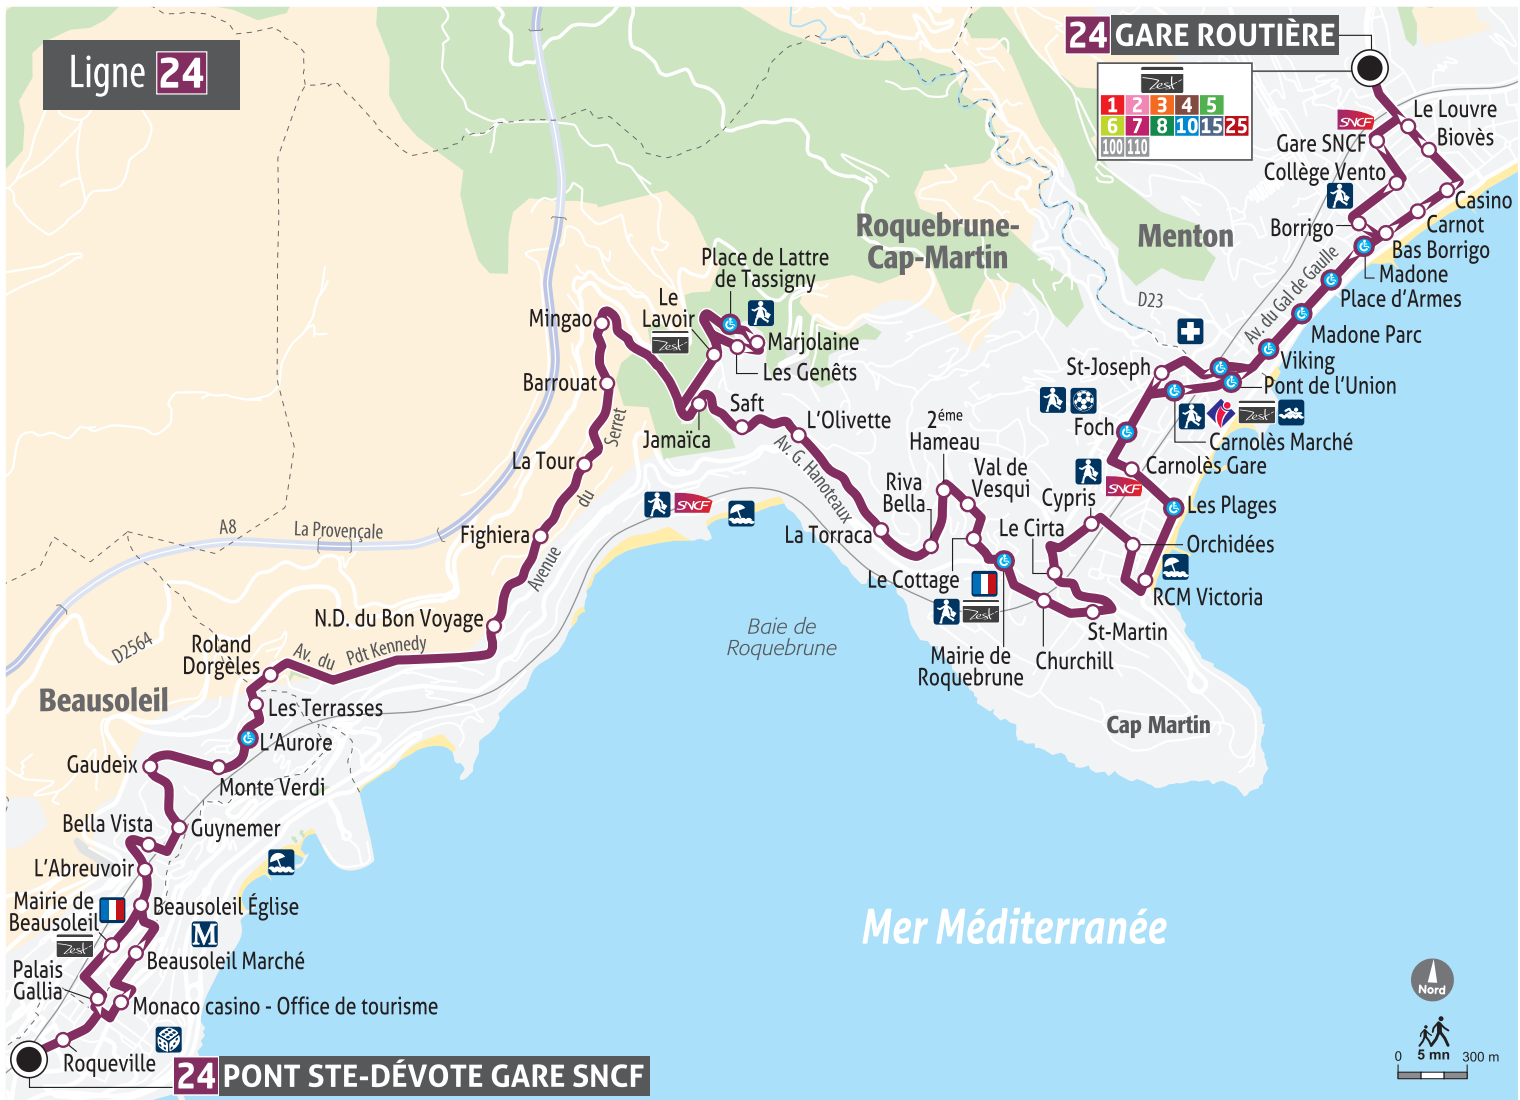 Ligne 24
24 GARE ROUTIÈRE
Zest
1 2 3 4 5
6 7 8 10 15 25
100 110
SNCF
Le Louvre
Biovès
Gare SNCF
Collège Vento
Casino
Carnot
Borrigo
Bas Borrigo
Madone
Place d'Armes
Madone Parc
Viking
Pont de l'Union
Menton
Roquebrune-
Cap-Martin
D23
Av. du Gal de Gaulle
St-Joseph
Zest
Foch
Carnolès Marché
Carnolès Gare
SNCF
Cypris
Les Plages
Le Cirta
Orchidées
RCM Victoria
St-Martin
Churchill
Mairie de
Roquebrune
Zest
Le Cottage
Val de
Vesqui
2éme
Hameau
Riva
Bella
La Torraca
Av. G. Hanoteaux
L'Olivette
Saft
Jamaïca
Place de Lattre
de Tassigny
Le
Lavoir
Zest
Marjolaine
Les Genêts
Mingao
Barrouat
La Tour
Fighiera
Avenue du Serret
SNCF
A8
La Provençale
D2564
N.D. du Bon Voyage
Av. du Pdt Kennedy
Roland
Dorgèles
Beausoleil
Les Terrasses
L'Aurore
Gaudeix
Monte Verdi
Bella Vista
Guynemer
L'Abreuvoir
Mairie de
Beausoleil
Zest
Beausoleil Église
M
Beausoleil Marché
Palais
Gallia
Monaco casino - Office de tourisme
Roqueville
24 PONT STE-DÉVOTE GARE SNCF
Baie de
Roquebrune
Cap Martin
Mer Méditerranée
Nord
0 5 mn 300 m